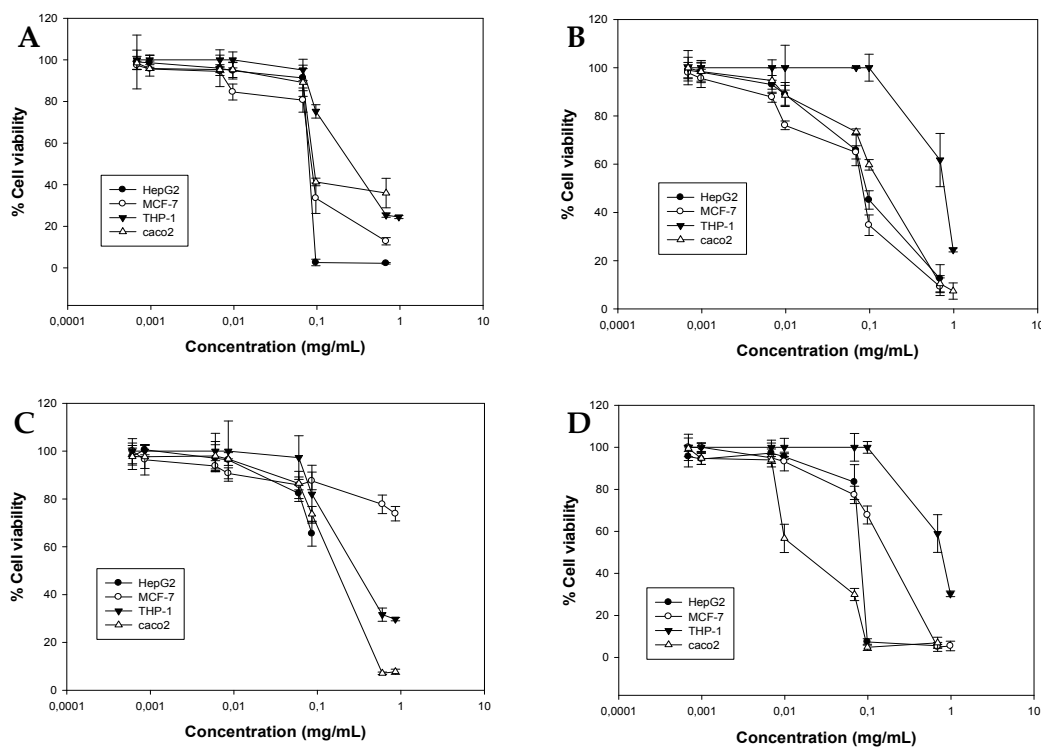 A
120
100
80
60
40
20
0
% Cell viability
HepG2
MCF-7
THP-1
caco2
0,0001 0,001 0,01 0,1 1 10
Concentration (mg/mL)
B
120
100
80
60
40
20
0
% Cell viability
HepG2
MCF-7
THP-1
caco2
0,0001 0,001 0,01 0,1 1 10
Concentration (mg/mL)
C
120
100
80
60
40
20
0
% Cell viability
HepG2
MCF-7
THP-1
caco2
0,0001 0,001 0,01 0,1 1 10
Concentration (mg/mL)
D
120
100
80
60
40
20
0
% Cell viability
HepG2
MCF-7
THP-1
caco2
0,0001 0,001 0,01 0,1 1 10
Concentration (mg/mL)